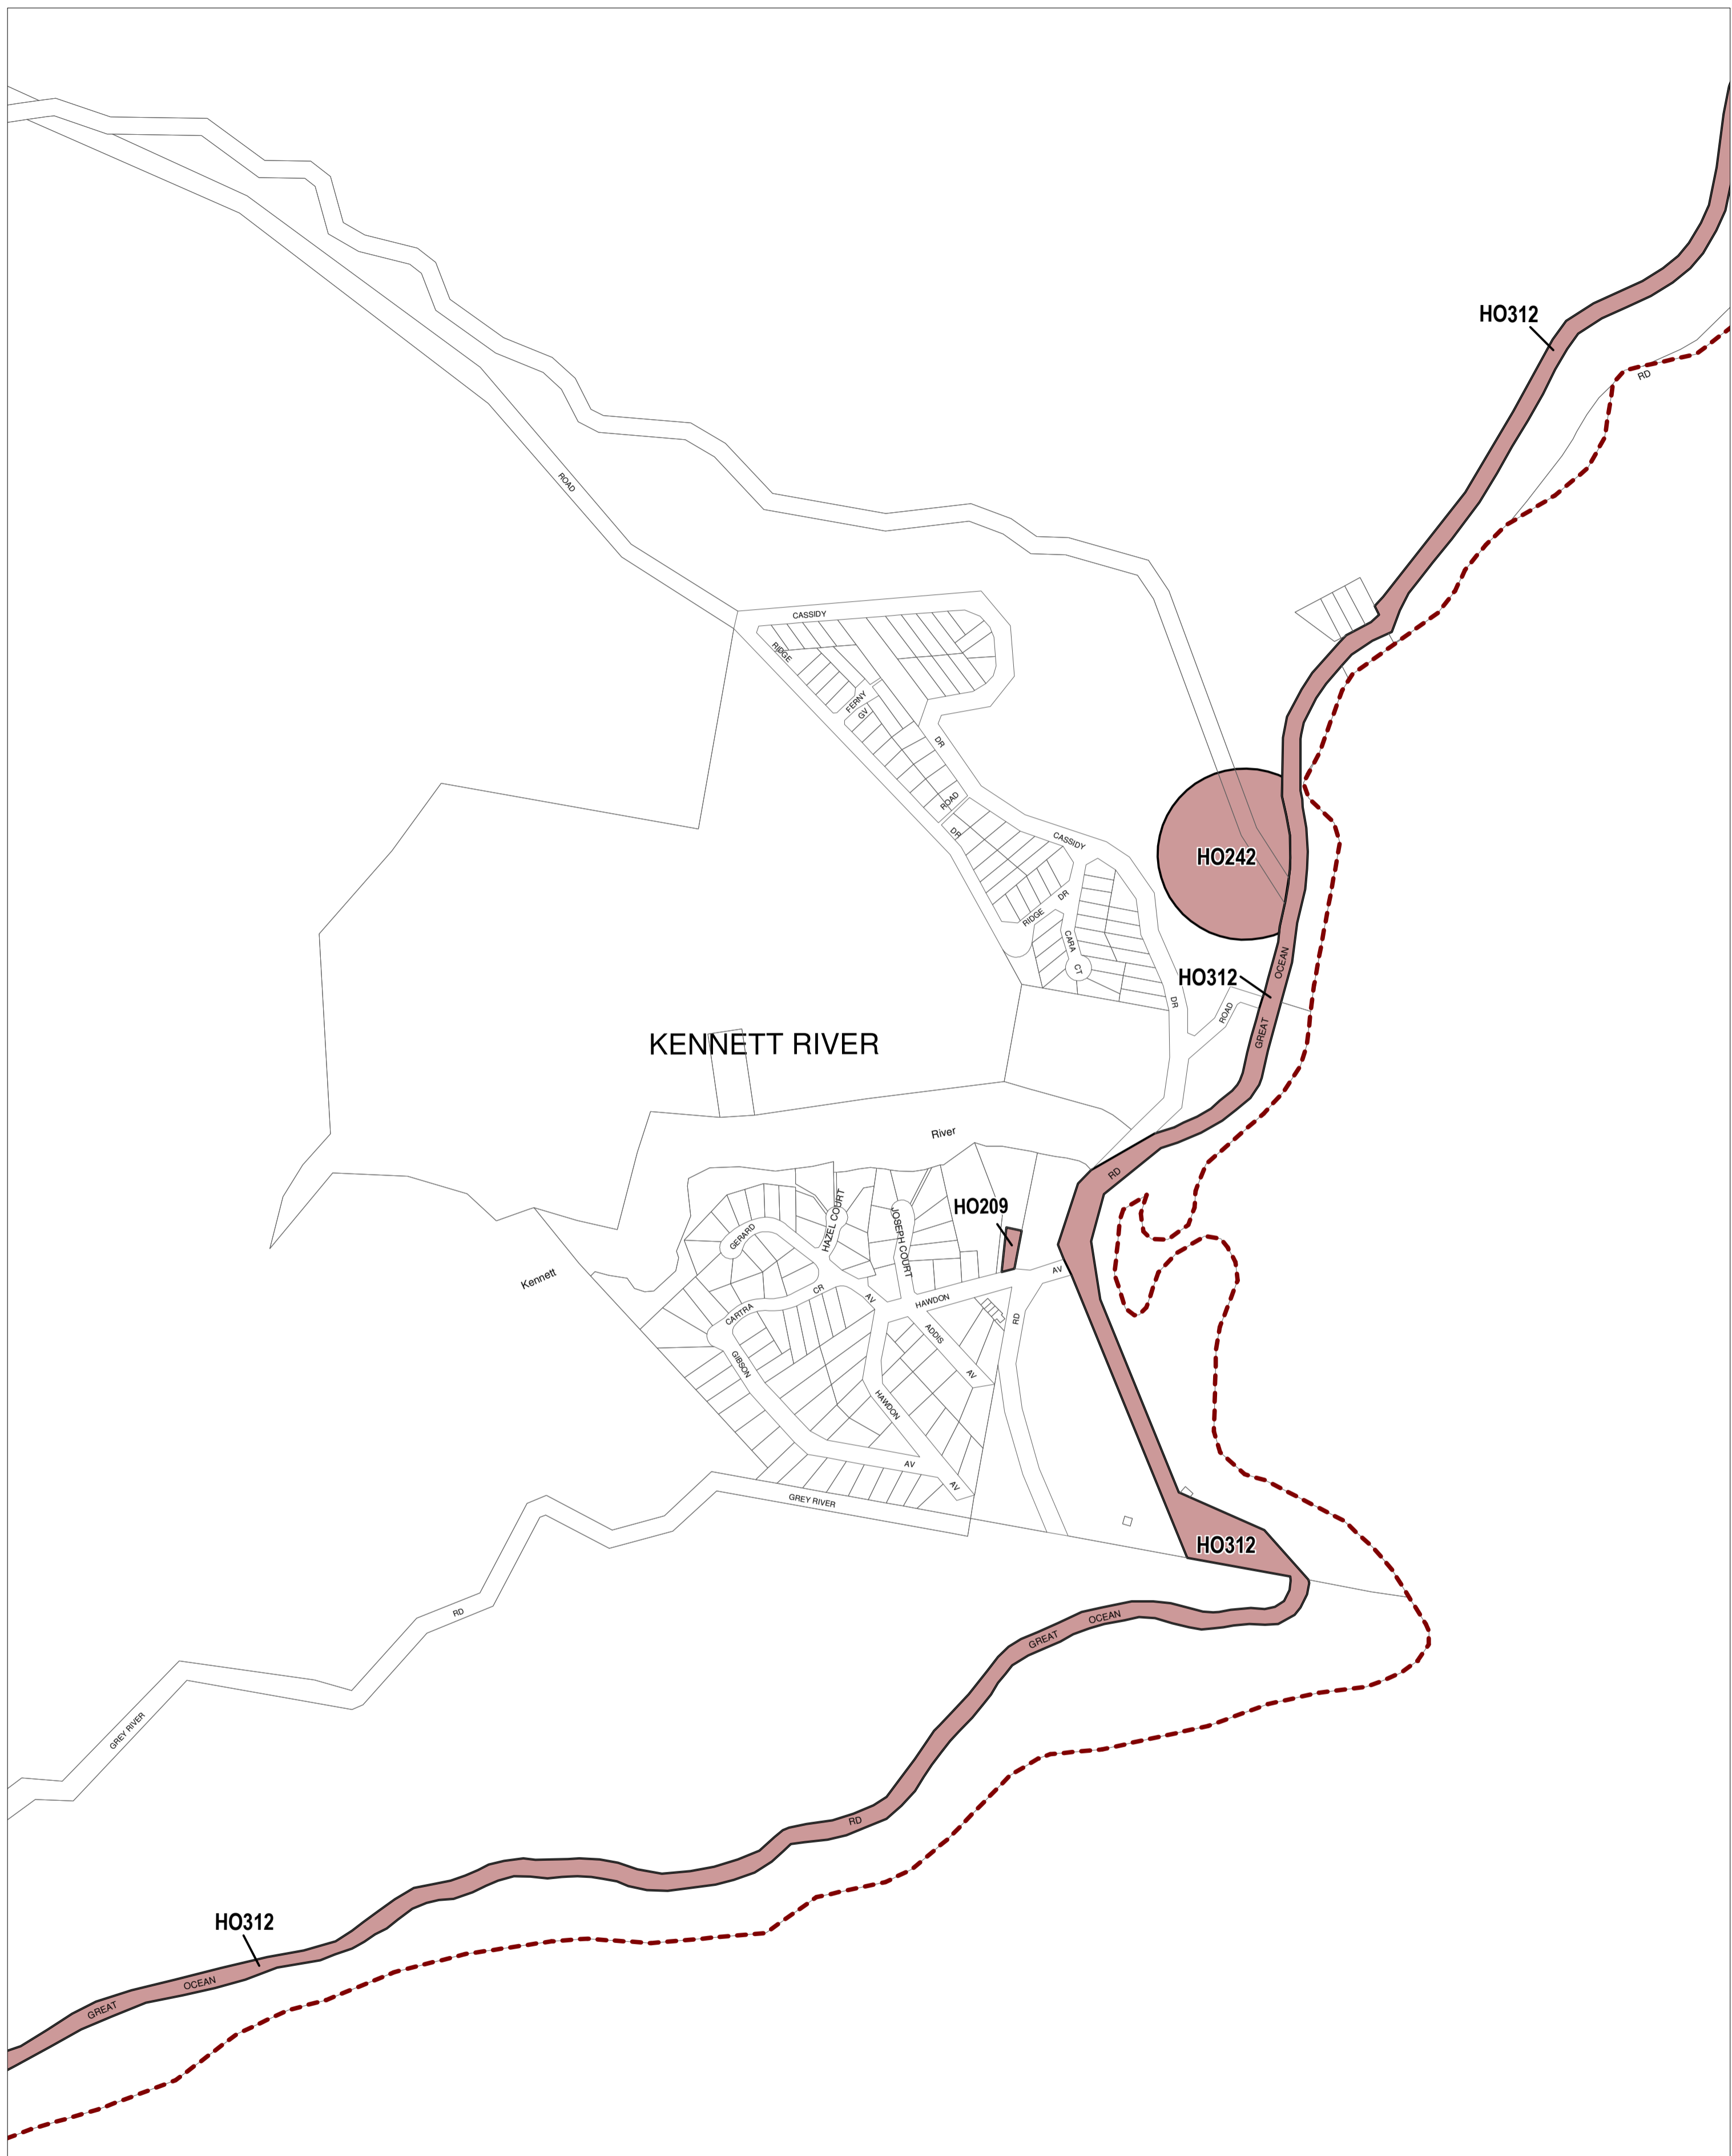 HO312
RD
ROAD
CASSIDY
RIDGE
FERNY
GV
DR
ROAD
DR
CASSIDY
HO242
DR
RIDGE
CARA
CT
OCEAN
HO312
DR
ROAD
GREAT
KENNETT RIVER
River
RD
HAZEL COURT
JOSEPH COURT
HO209
GERARD
Kennett
AV
CR
AV
HAWDON
CARTRA
RD
ADDIS
GIBSON
AV
HAWDON
AV
AV
GREY RIVER
HO312
RD
OCEAN
GREAT
GREY RIVER
RD
HO312
OCEAN
GREAT